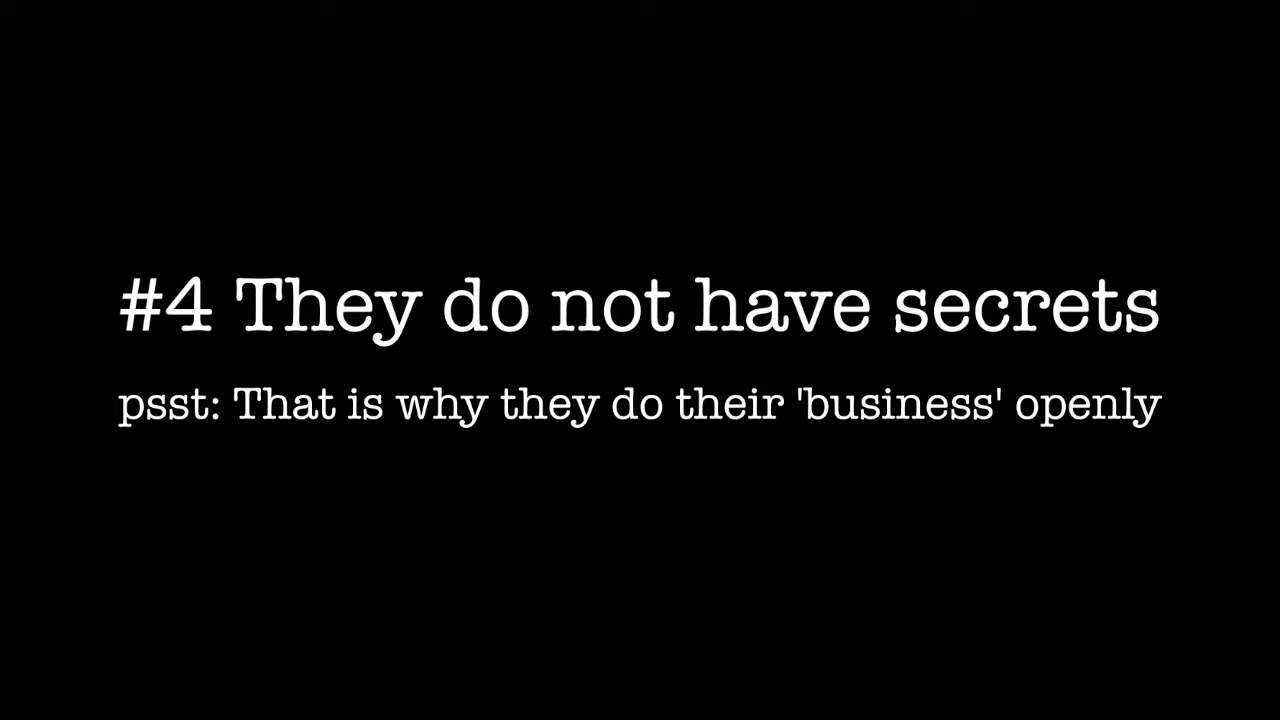 #4 They do not have secrets
psst: That is why they do their 'business' openly